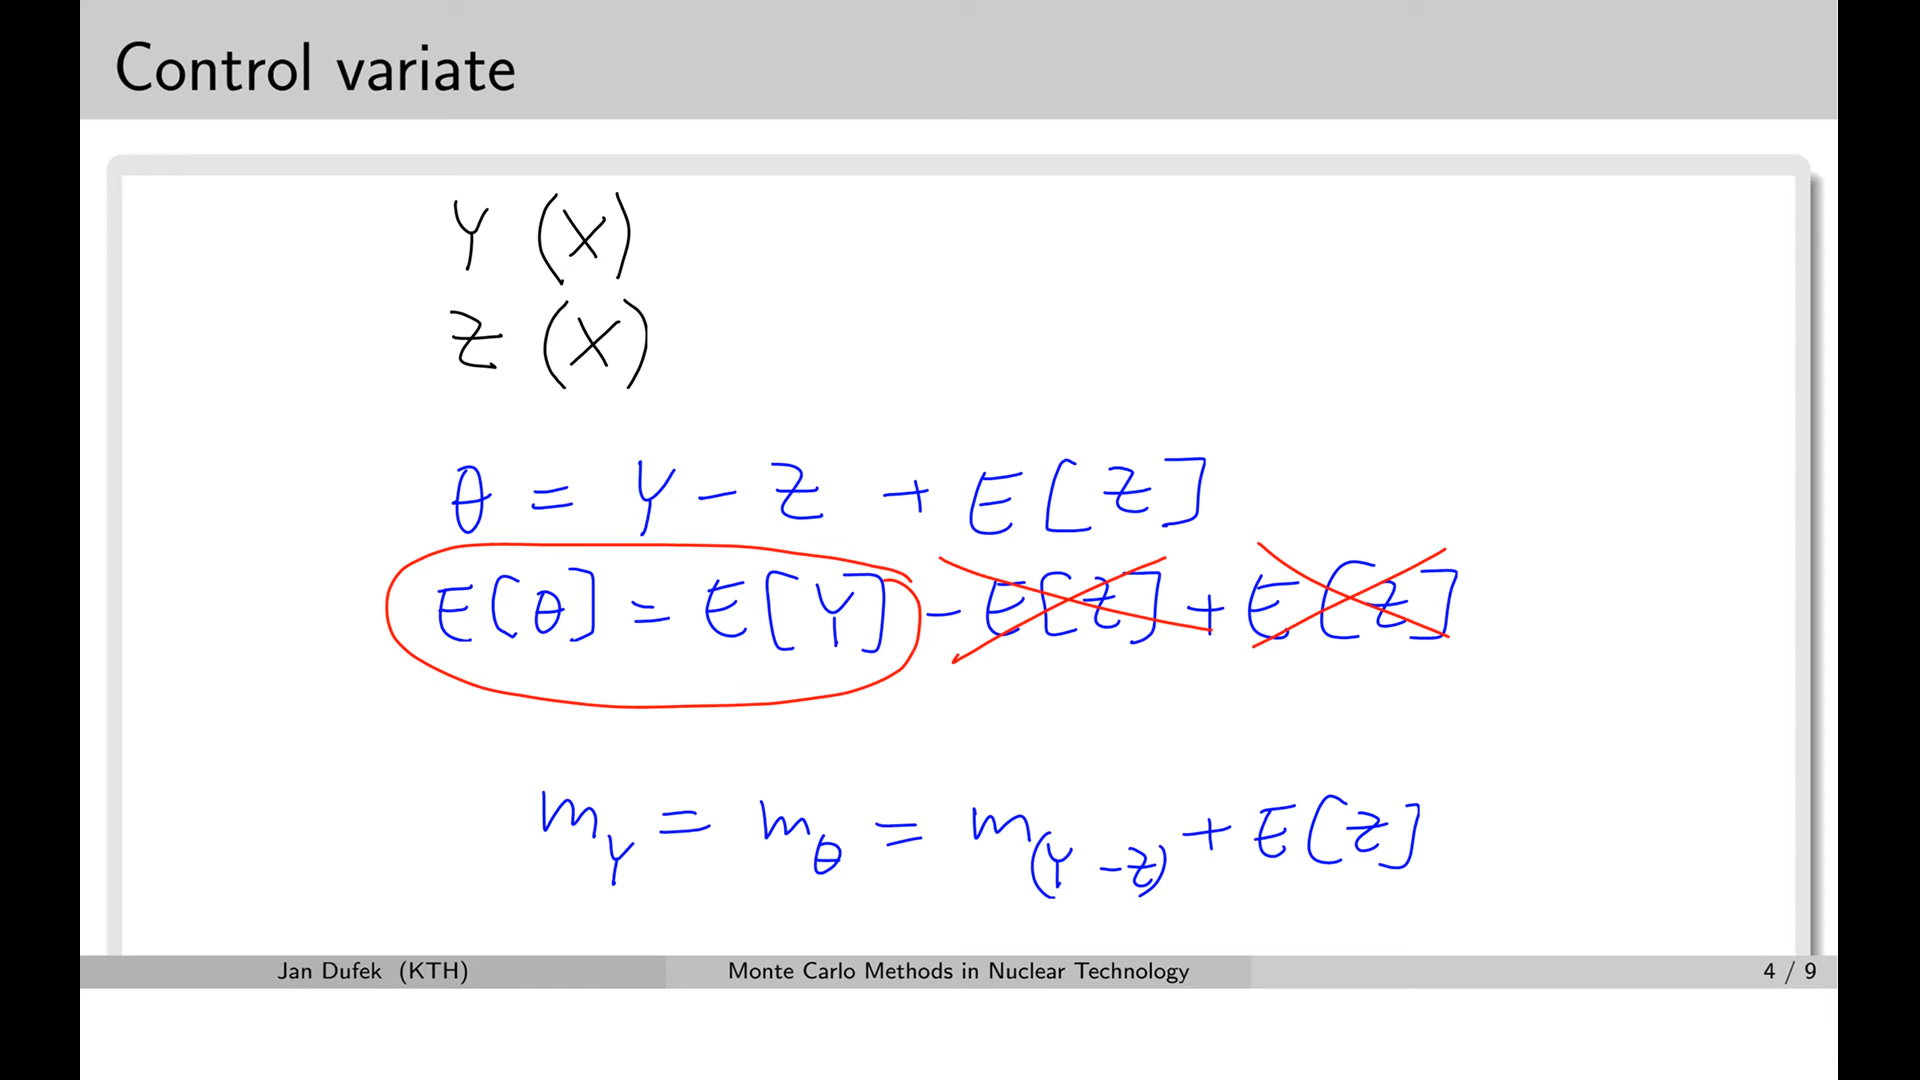 Control variate
Y (X)
Z (X)
θ = Y - Z + E[Z]
E[θ] = E[Y] - E[Z] + E[Z]
m_Y = m_θ = m_(Y-Z) + E[Z]
Jan Dufek (KTH) Monte Carlo Methods in Nuclear Technology 4 / 9